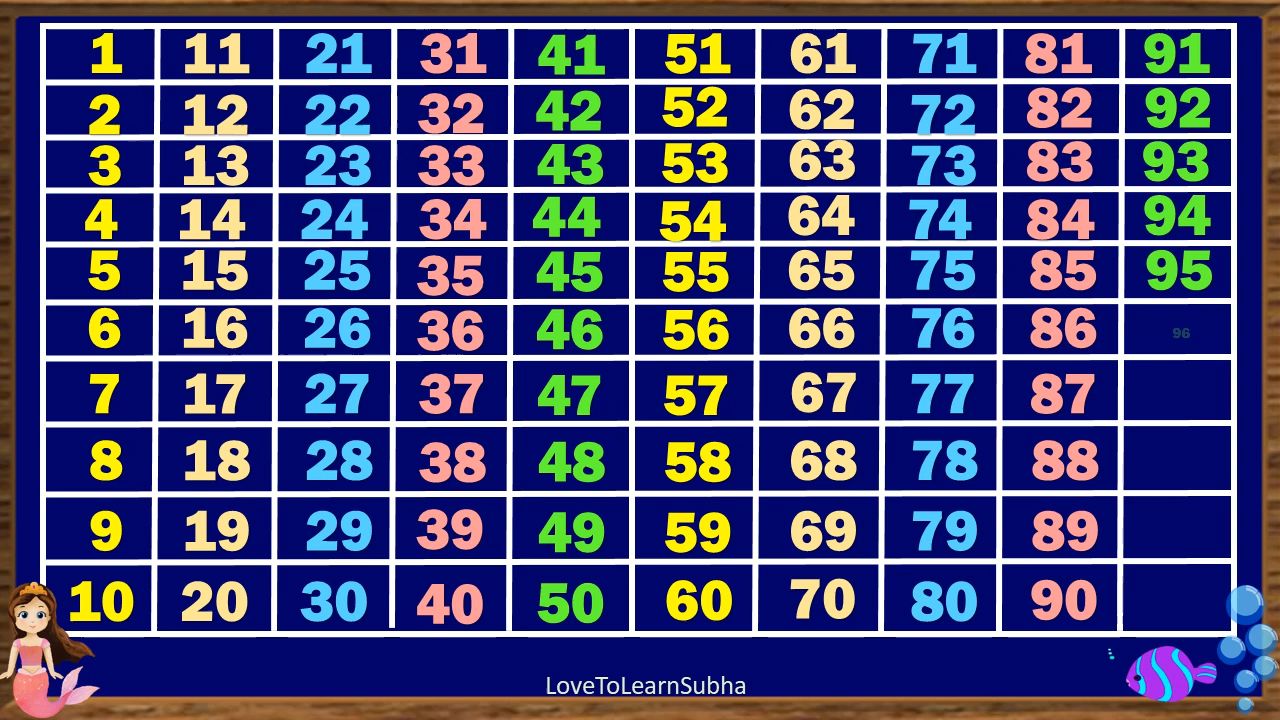 1 11 21 31 41 51 61 71 81 91
2 12 22 32 42 52 62 72 82 92
3 13 23 33 43 53 63 73 83 93
4 14 24 34 44 54 64 74 84 94
5 15 25 35 45 55 65 75 85 95
6 16 26 36 46 56 66 76 86 96
7 17 27 37 47 57 67 77 87
8 18 28 38 48 58 68 78 88
9 19 29 39 49 59 69 79 89
10 20 30 40 50 60 70 80 90
LoveToLearnSubha